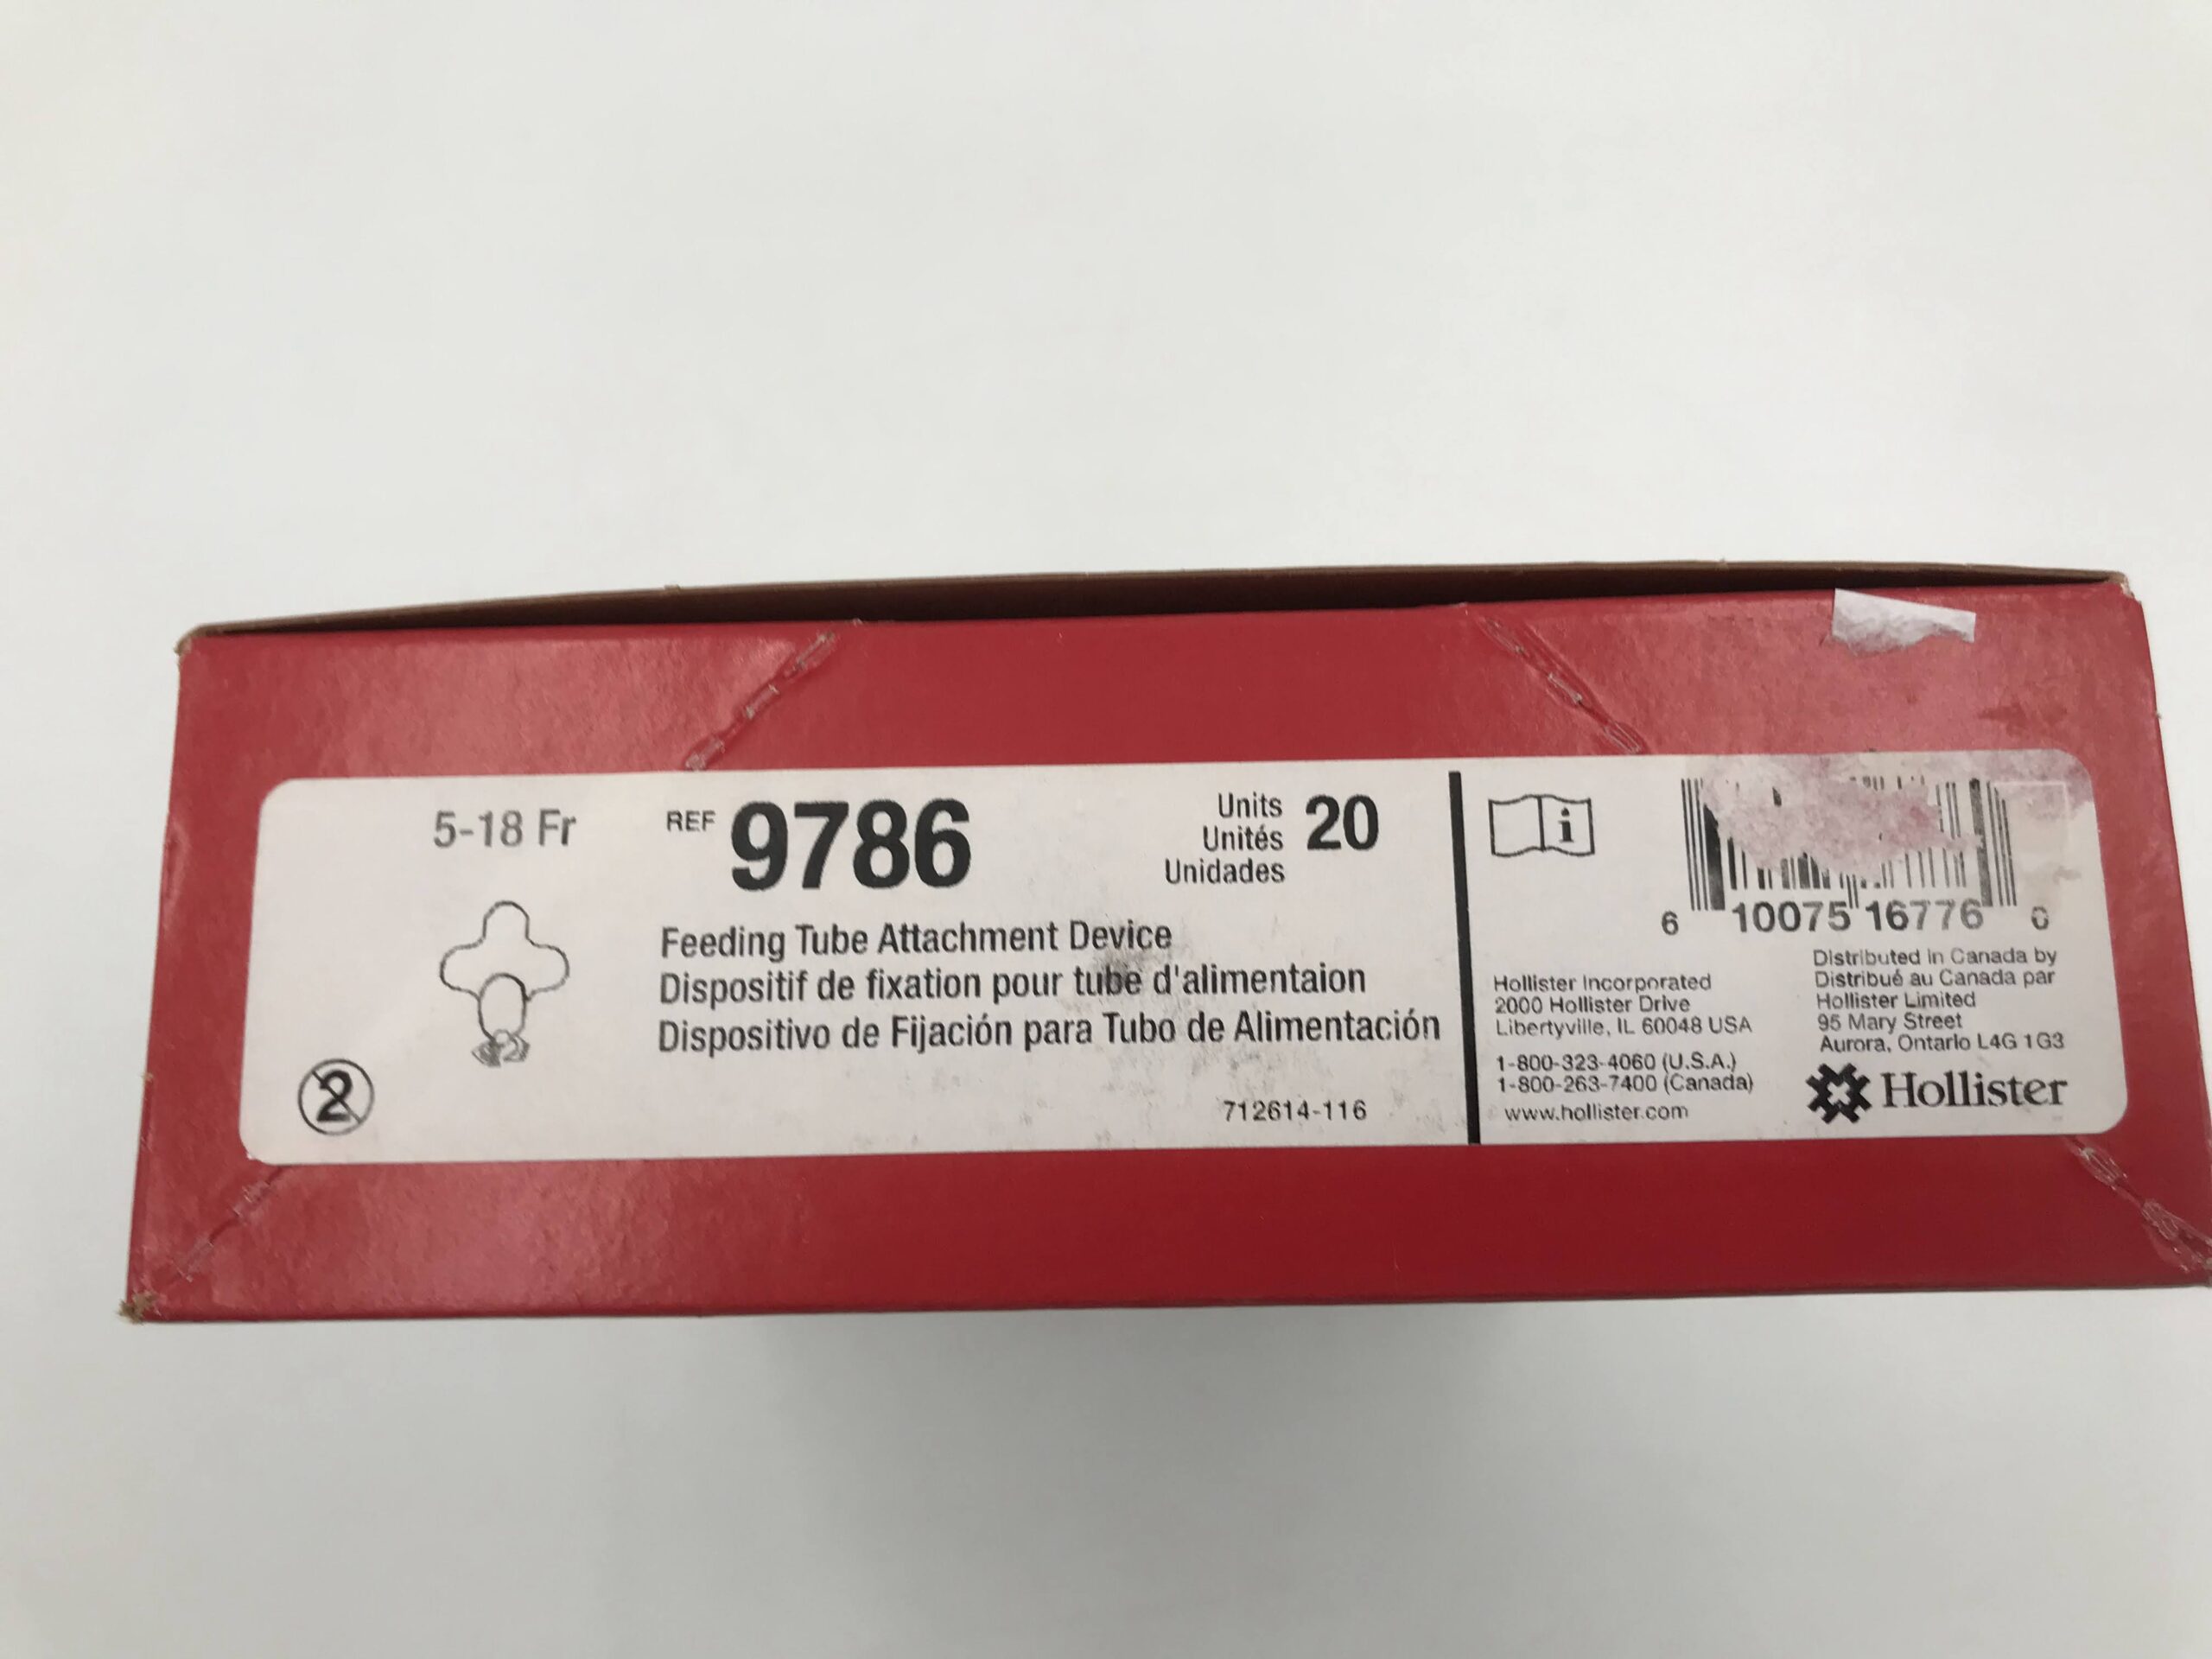 5-18 Fr
REF 9786
Units
Unités 20
Unidades
Feeding Tube Attachment Device
Dispositif de fixation pour tube d'alimentaion
Dispositivo de Fijación para Tubo de Alimentación
2
712614-116
i
6 10075 16776 6
Hollister Incorporated
2000 Hollister Drive
Libertyville, IL 60048 USA
1-800-323-4060 (U.S.A.)
1-800-263-7400 (Canada)
www.hollister.com
Distributed in Canada by
Distribué au Canada par
Hollister Limited
95 Mary Street
Aurora, Ontario L4G 1G3
Hollister